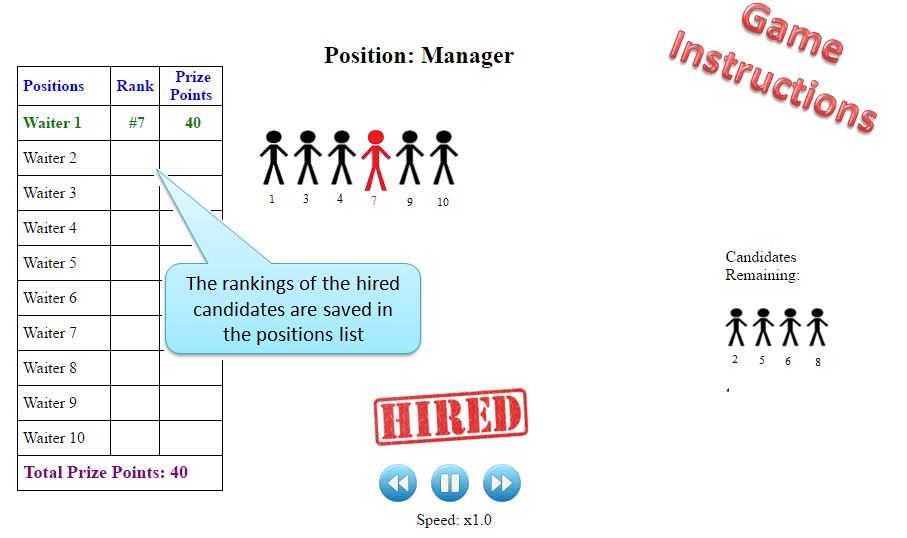 Game
Instructions
Position: Manager
Positions Rank Prize Points
Waiter 1 #7 40
Waiter 2
Waiter 3
Waiter 4
Waiter 5
Waiter 6
Waiter 7
Waiter 8
Waiter 9
Waiter 10
Total Prize Points: 40
1 3 4 7 9 10
The rankings of the hired
candidates are saved in
the positions list
Candidates
Remaining:
2 5 6 8
HIRED
Speed: x1.0